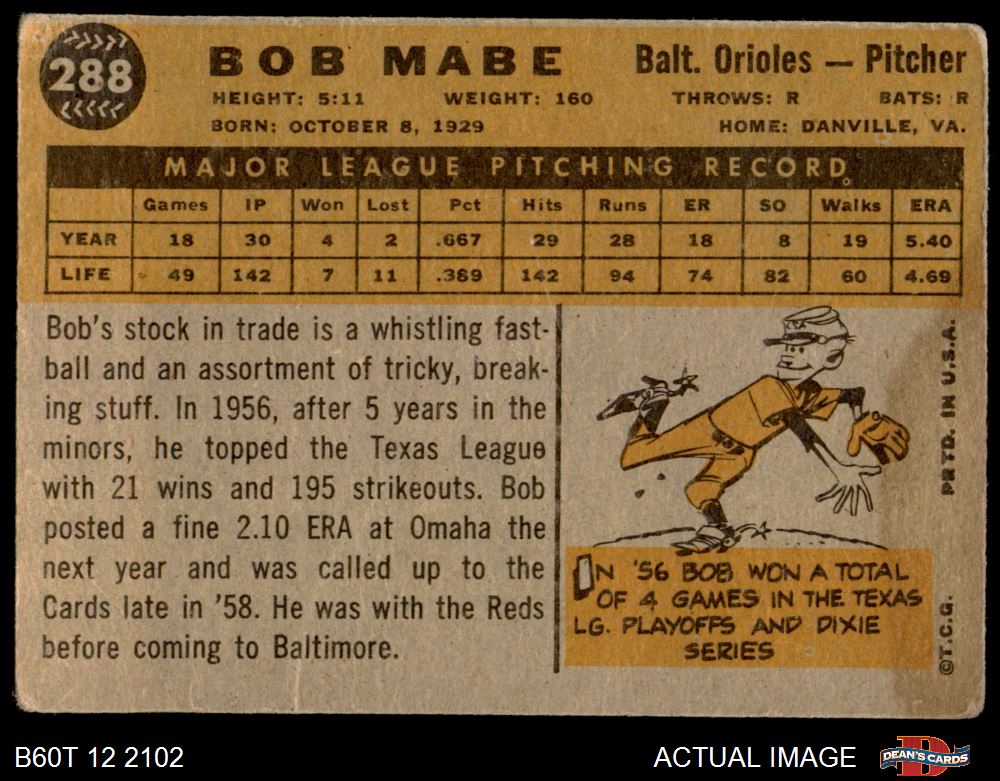 288
BOB MABE
Balt. Orioles — Pitcher
HEIGHT: 5:11 WEIGHT: 160 THROWS: R BATS: R
BORN: OCTOBER 8, 1929 HOME: DANVILLE, VA.
MAJOR LEAGUE PITCHING RECORD
Games IP Won Lost Pct Hits Runs ER SO Walks ERA
YEAR 18 30 4 2 .667 29 28 18 8 19 5.40
LIFE 49 142 7 11 .389 142 94 74 82 60 4.69
Bob's stock in trade is a whistling fast-
ball and an assortment of tricky, break-
ing stuff. In 1956, after 5 years in the
minors, he topped the Texas League
with 21 wins and 195 strikeouts. Bob
posted a fine 2.10 ERA at Omaha the
next year and was called up to the
Cards late in '58. He was with the Reds
before coming to Baltimore.
IN '56 BOB WON A TOTAL
OF 4 GAMES IN THE TEXAS
LG. PLAYOFFS AND DIXIE
SERIES
©T.C.G. PRTD. IN U.S.A.
B60T 12 2102
ACTUAL IMAGE
DEAN'S CARDS